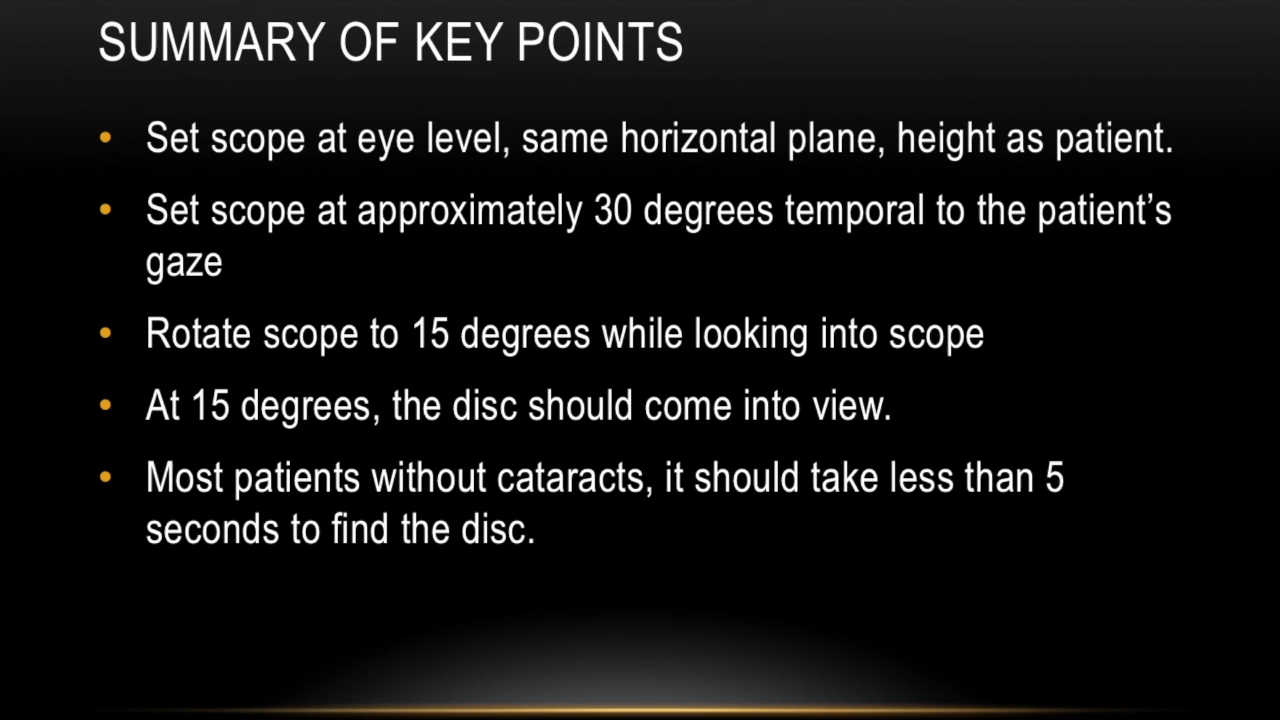 SUMMARY OF KEY POINTS
• Set scope at eye level, same horizontal plane, height as patient.
• Set scope at approximately 30 degrees temporal to the patient’s
gaze
• Rotate scope to 15 degrees while looking into scope
• At 15 degrees, the disc should come into view.
• Most patients without cataracts, it should take less than 5
seconds to find the disc.